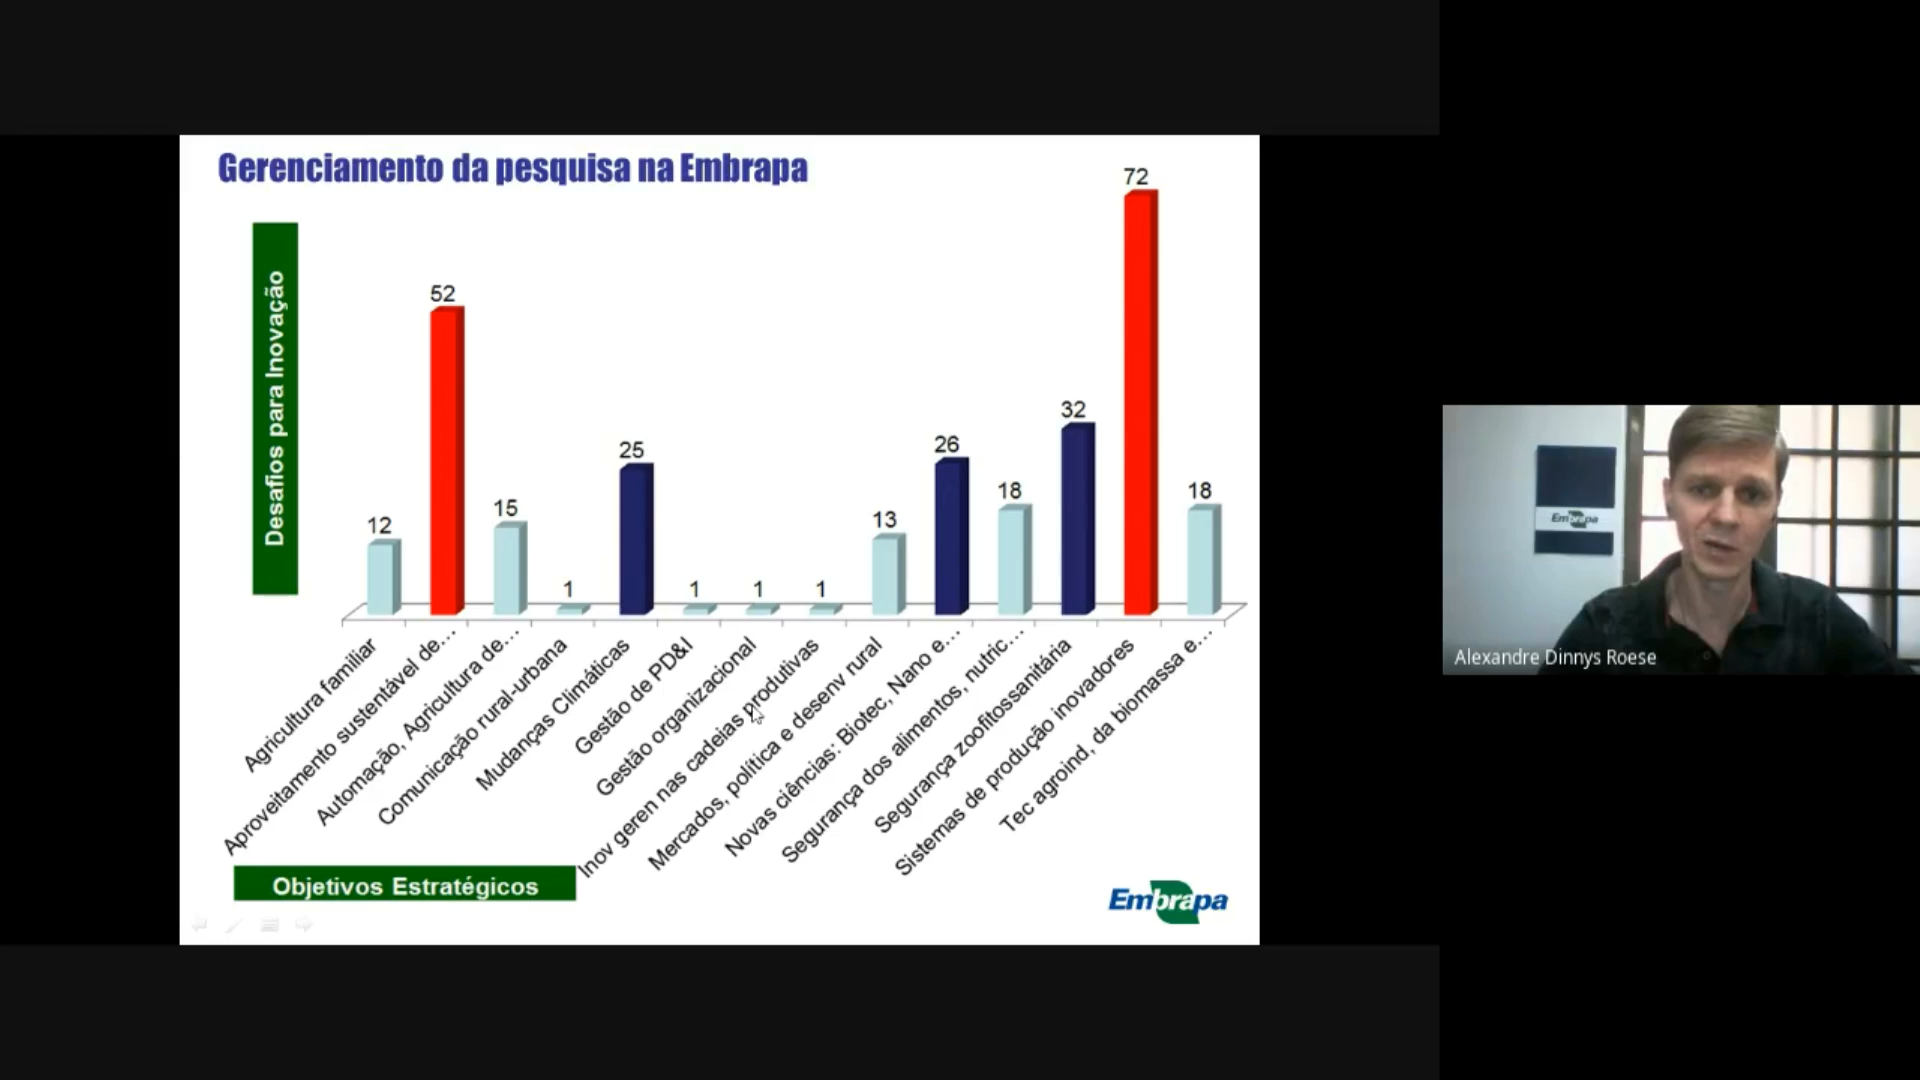 Gerenciamento da pesquisa na Embrapa
Desafios para Inovação
12
52
15
1
25
1
1
1
13
26
18
32
72
18
Agricultura familiar
Aproveitamento sustentável de...
Automação, Agricultura de...
Comunicação rural-urbana
Mudanças Climáticas
Gestão de PD&I
Gestão organizacional
Inov geren nas cadeias produtivas
Mercados, política e desenv rural
Novas ciências: Biotec, Nano e...
Segurança dos alimentos, nutric...
Segurança zoofitossanitária
Sistemas de produção inovadores
Tec agroind, da biomassa e...
Objetivos Estratégicos
Embrapa
Embrapa
Alexandre Dinnys Roese